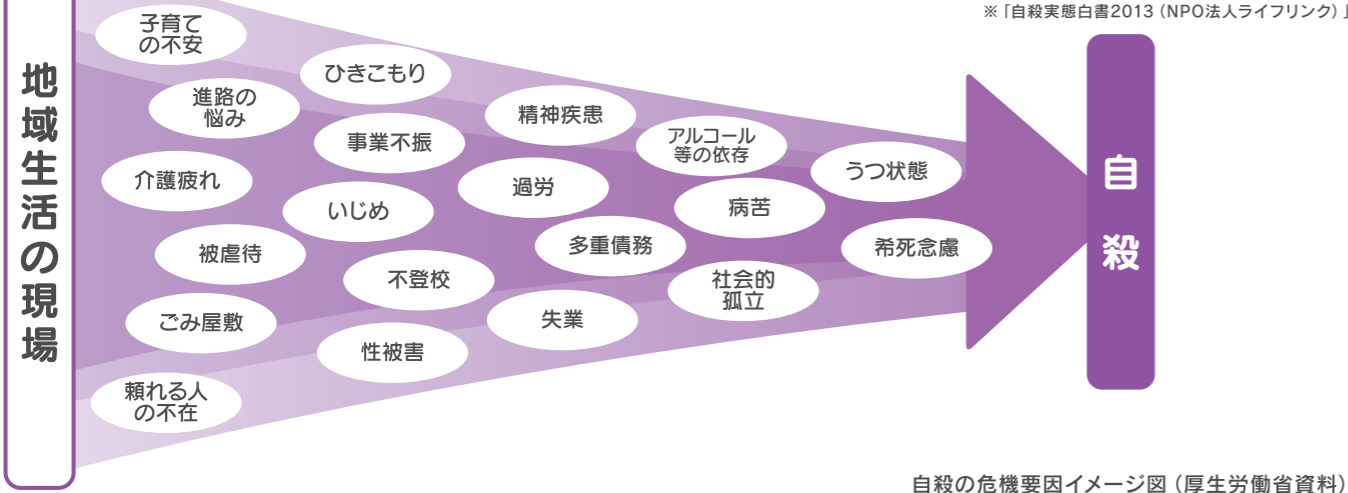 ※「自殺実態白書2013（NPO法人ライフリンク）」
地域生活の現場
子育て
の不安
進路の
悩み
介護疲れ
被虐待
ごみ屋敷
頼れる人
の不在
ひきこもり
事業不振
いじめ
不登校
性被害
精神疾患
過労
多重債務
失業
アルコール
等の依存
病苦
社会的
孤立
うつ状態
希死念慮
自殺
自殺の危機要因イメージ図（厚生労働省資料）